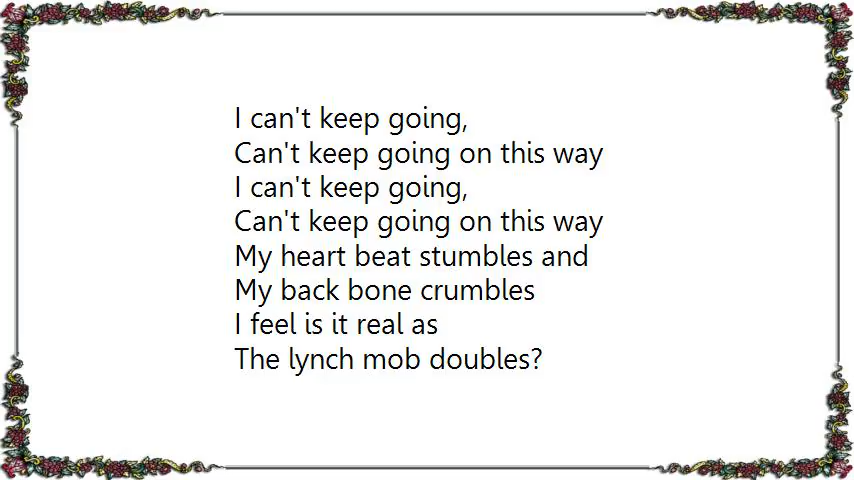 I can't keep going,
Can't keep going on this way
I can't keep going,
Can't keep going on this way
My heart beat stumbles and
My back bone crumbles
I feel is it real as
The lynch mob doubles?